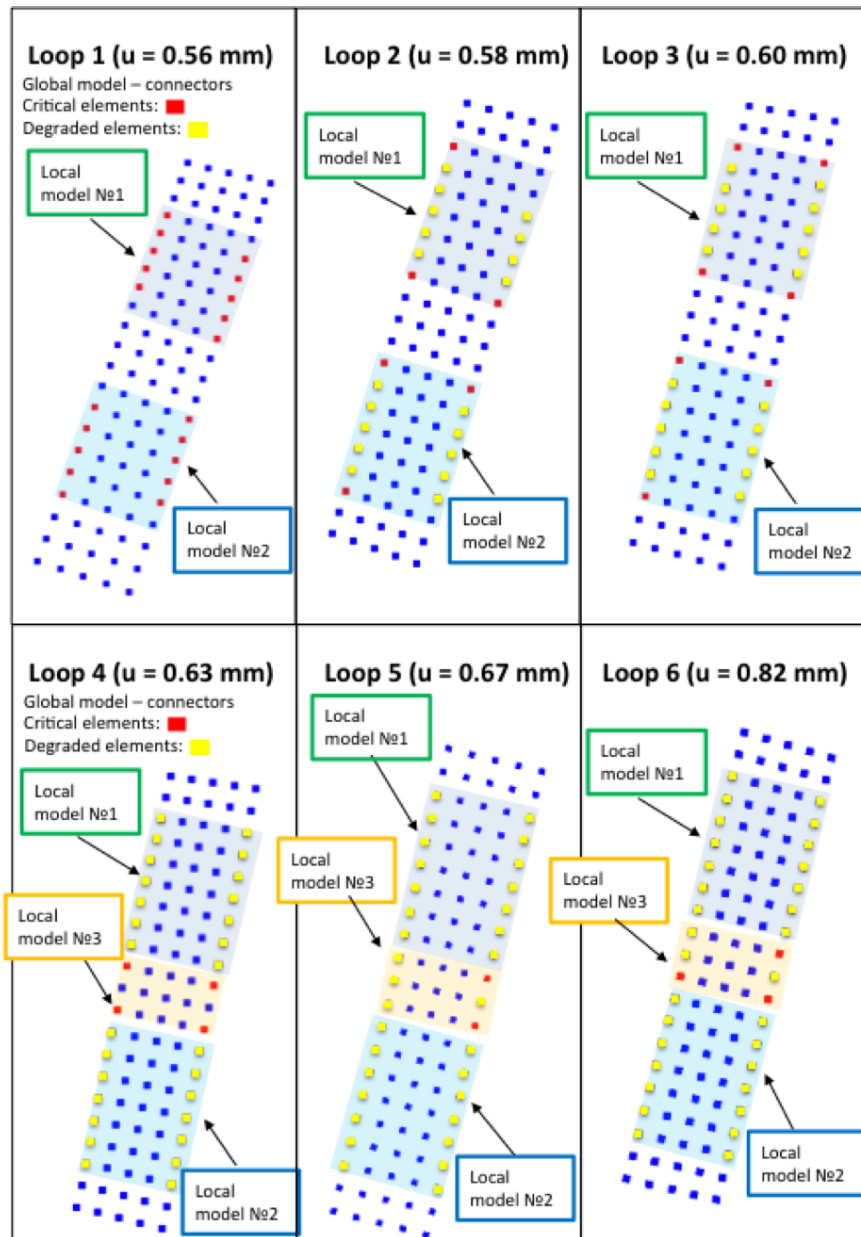 Loop 1 (u = 0.56 mm)
Global model – connectors
Critical elements:
Degraded elements:
Local
model №1
Local
model №2
Loop 2 (u = 0.58 mm)
Local
model №1
Local
model №2
Loop 3 (u = 0.60 mm)
Local
model №1
Local
model №2
Loop 4 (u = 0.63 mm)
Global model – connectors
Critical elements:
Degraded elements:
Local
model №1
Local
model №3
Local
model №2
Loop 5 (u = 0.67 mm)
Local
model №1
Local
model №3
Local
model №2
Loop 6 (u = 0.82 mm)
Local
model №1
Local
model №3
Local
model №2